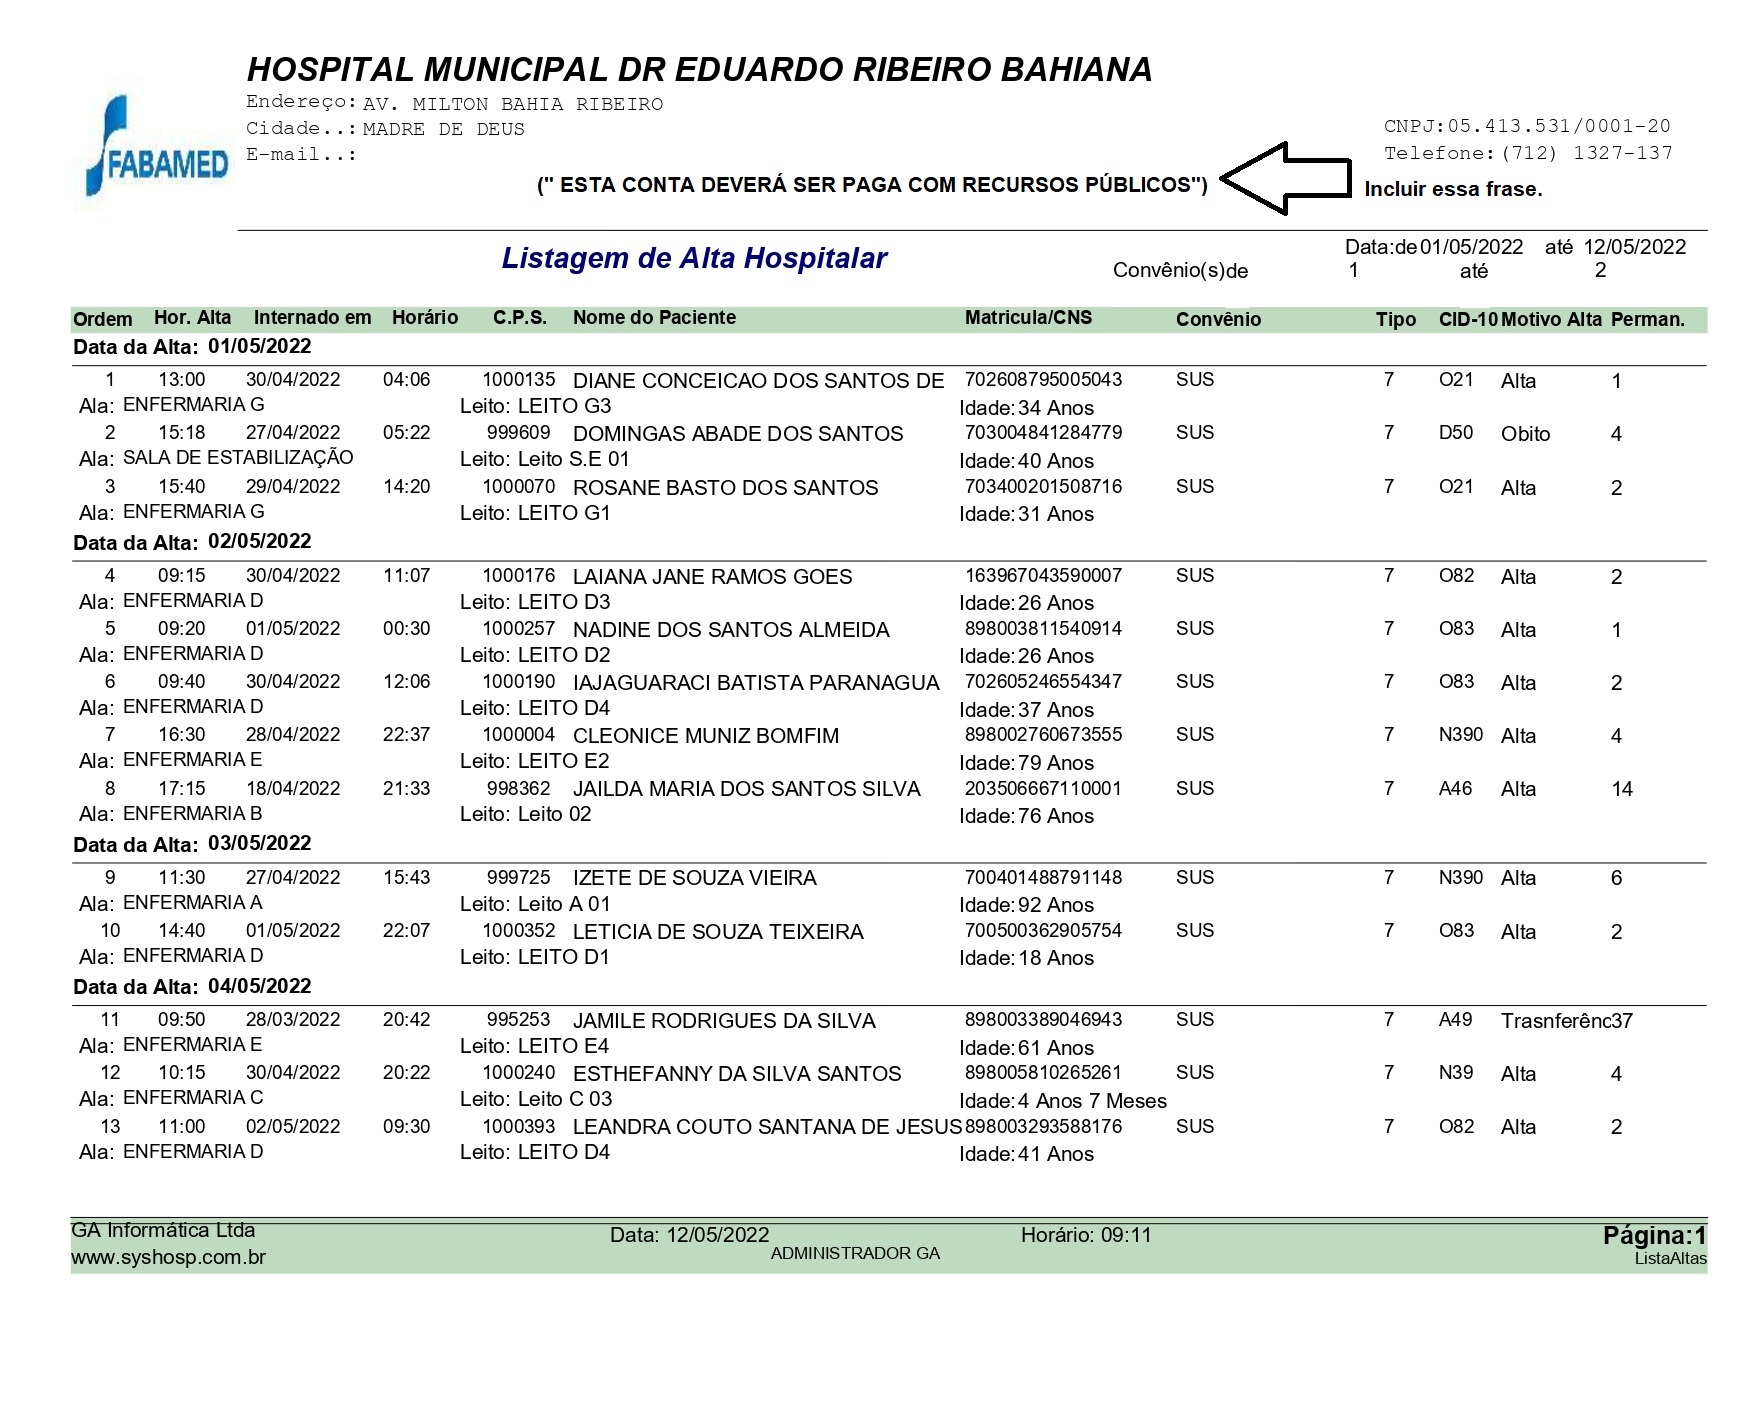 HOSPITAL MUNICIPAL DR EDUARDO RIBEIRO BAHIANA
Endereço: AV. MILTON BAHIA RIBEIRO
Cidade..: MADRE DE DEUS
E-mail..:
CNPJ:05.413.531/0001-20
Telefone:(712) 1327-137
FABAMED
(" ESTA CONTA DEVERÁ SER PAGA COM RECURSOS PÚBLICOS")
Incluir essa frase.
Listagem de Alta Hospitalar
Data:de 01/05/2022 até 12/05/2022
Convênio(s)de 1 até 2
Ordem Hor. Alta Internado em Horário C.P.S. Nome do Paciente Matricula/CNS Convênio Tipo CID-10 Motivo Alta Perman.
Data da Alta: 01/05/2022
1 13:00 30/04/2022 04:06 1000135 DIANE CONCEICAO DOS SANTOS DE 702608795005043 SUS 7 O21 Alta 1
Ala: ENFERMARIA G Leito: LEITO G3 Idade: 34 Anos
2 15:18 27/04/2022 05:22 999609 DOMINGAS ABADE DOS SANTOS 703004841284779 SUS 7 D50 Obito 4
Ala: SALA DE ESTABILIZAÇÃO Leito: Leito S.E 01 Idade: 40 Anos
3 15:40 29/04/2022 14:20 1000070 ROSANE BASTO DOS SANTOS 703400201508716 SUS 7 O21 Alta 2
Ala: ENFERMARIA G Leito: LEITO G1 Idade: 31 Anos
Data da Alta: 02/05/2022
4 09:15 30/04/2022 11:07 1000176 LAIANA JANE RAMOS GOES 163967043590007 SUS 7 O82 Alta 2
Ala: ENFERMARIA D Leito: LEITO D3 Idade: 26 Anos
5 09:20 01/05/2022 00:30 1000257 NADINE DOS SANTOS ALMEIDA 898003811540914 SUS 7 O83 Alta 1
Ala: ENFERMARIA D Leito: LEITO D2 Idade: 26 Anos
6 09:40 30/04/2022 12:06 1000190 IAJAGUARACI BATISTA PARANAGUA 702605246554347 SUS 7 O83 Alta 2
Ala: ENFERMARIA D Leito: LEITO D4 Idade: 37 Anos
7 16:30 28/04/2022 22:37 1000004 CLEONICE MUNIZ BOMFIM 898002760673555 SUS 7 N390 Alta 4
Ala: ENFERMARIA E Leito: LEITO E2 Idade: 79 Anos
8 17:15 18/04/2022 21:33 998362 JAILDA MARIA DOS SANTOS SILVA 203506667110001 SUS 7 A46 Alta 14
Ala: ENFERMARIA B Leito: Leito 02 Idade: 76 Anos
Data da Alta: 03/05/2022
9 11:30 27/04/2022 15:43 999725 IZETE DE SOUZA VIEIRA 700401488791148 SUS 7 N390 Alta 6
Ala: ENFERMARIA A Leito: Leito A 01 Idade: 92 Anos
10 14:40 01/05/2022 22:07 1000352 LETICIA DE SOUZA TEIXEIRA 700500362905754 SUS 7 O83 Alta 2
Ala: ENFERMARIA D Leito: LEITO D1 Idade: 18 Anos
Data da Alta: 04/05/2022
11 09:50 28/03/2022 20:42 995253 JAMILE RODRIGUES DA SILVA 898003389046943 SUS 7 A49 Trasnferênc 37
Ala: ENFERMARIA E Leito: LEITO E4 Idade: 61 Anos
12 10:15 30/04/2022 20:22 1000240 ESTHEFANNY DA SILVA SANTOS 898005810265261 SUS 7 N39 Alta 4
Ala: ENFERMARIA C Leito: Leito C 03 Idade: 4 Anos 7 Meses
13 11:00 02/05/2022 09:30 1000393 LEANDRA COUTO SANTANA DE JESUS 898003293588176 SUS 7 O82 Alta 2
Ala: ENFERMARIA D Leito: LEITO D4 Idade: 41 Anos
GA Informática Ltda Data: 12/05/2022 Horário: 09:11 Página:1
www.syshosp.com.br ADMINISTRADOR GA ListaAltas